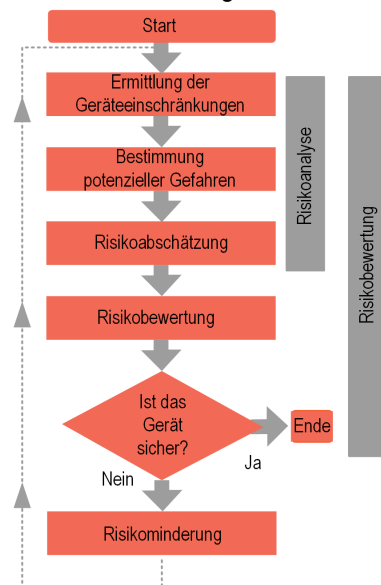 Start
Ermittlung der
Geräteeinschränkungen
Bestimmung
potenzieller Gefahren
Risikoabschätzung
Risikobewertung
Ist das
Gerät
sicher?
Ende
Ja
Nein
Risikominderung
Risikoanalyse
Risikobewertung